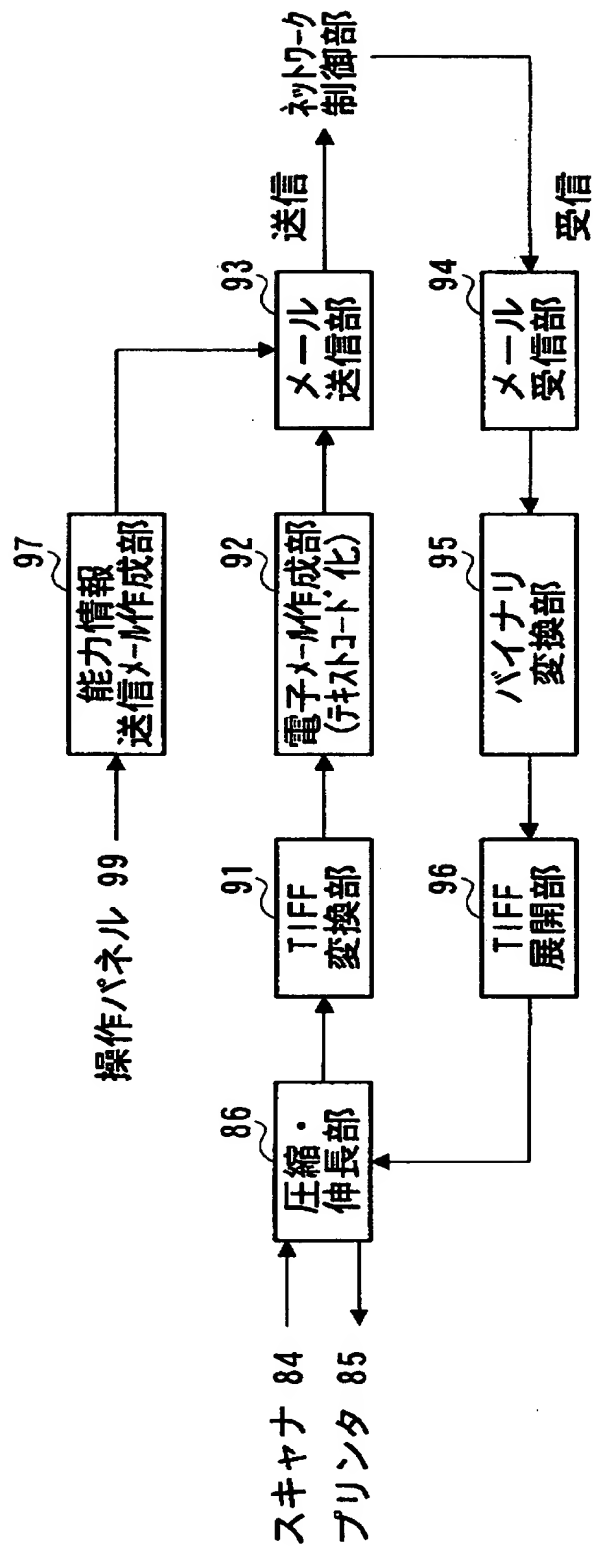 操作パネル 99
97
能力情報
送信メール作成部
スキャナ 84
プリンタ 85
86
圧縮・
伸長部
91
TIFF
変換部
92
電子メール作成部
(テキストコード化)
93
メール
送信部
送信
ネットワーク
制御部
受信
94
メール
受信部
95
バイナリ
変換部
96
TIFF
展開部